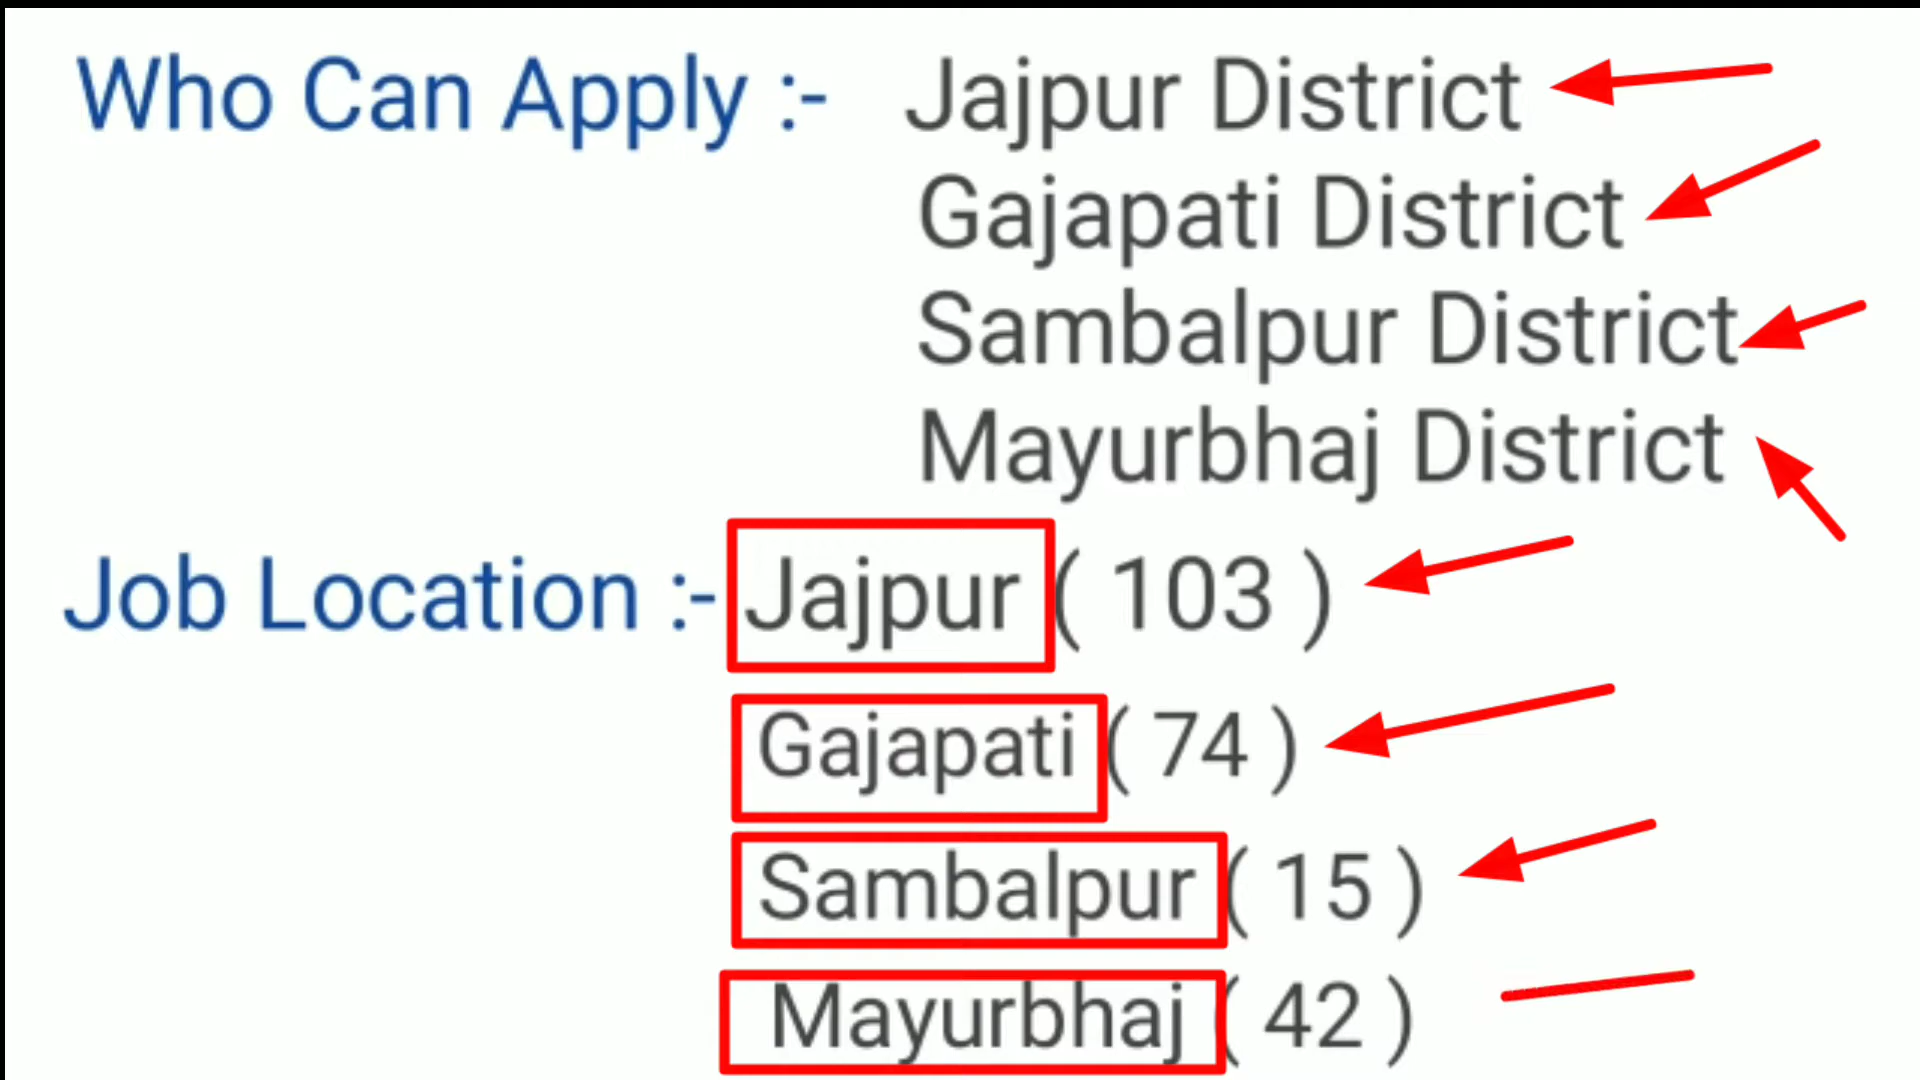 Who Can Apply :- Jajpur District
Gajapati District
Sambalpur District
Mayurbhaj District
Job Location :- Jajpur ( 103 )
Gajapati ( 74 )
Sambalpur ( 15 )
Mayurbhaj ( 42 )